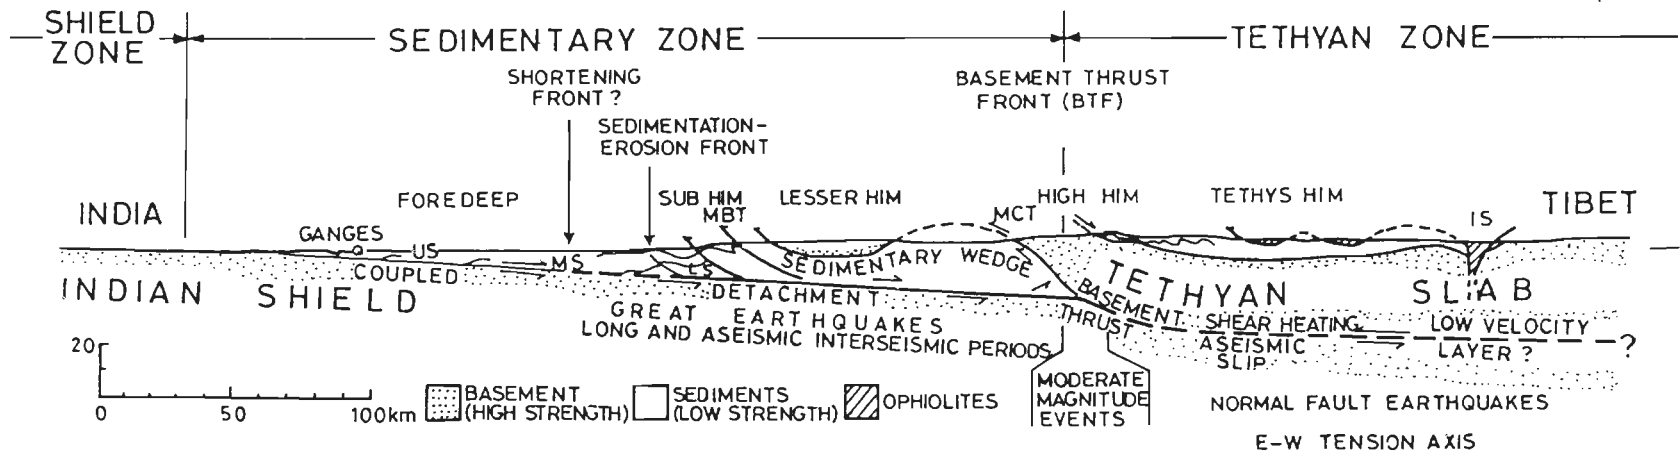 SHIELD ZONE
SEDIMENTARY ZONE
TETHYAN ZONE
SHORTENING
FRONT ?
BASEMENT THRUST
FRONT (BTF)
SEDIMENTATION-
EROSION FRONT
INDIA
FOREDEEP
SUB HIM
LESSER HIM
HIGH HIM
TETHYS HIM
TIBET
MBT
MCT
IS
GANGES
US
MS
LS
COUPLED
SEDIMENTARY WEDGE
INDIAN SHIELD
DETACHMENT
BASEMENT
THRUST
TETHYAN SLAB
GREAT EARTHQUAKES
LONG AND ASEISMIC INTERSEISMIC PERIODS
SHEAR HEATING
ASEISMIC
SLIP
LOW VELOCITY
LAYER ?
?
20
0 50 100km
BASEMENT
(HIGH STRENGTH)
SEDIMENTS
(LOW STRENGTH)
OPHIOLITES
MODERATE
MAGNITUDE
EVENTS
NORMAL FAULT EARTHQUAKES
E-W TENSION AXIS